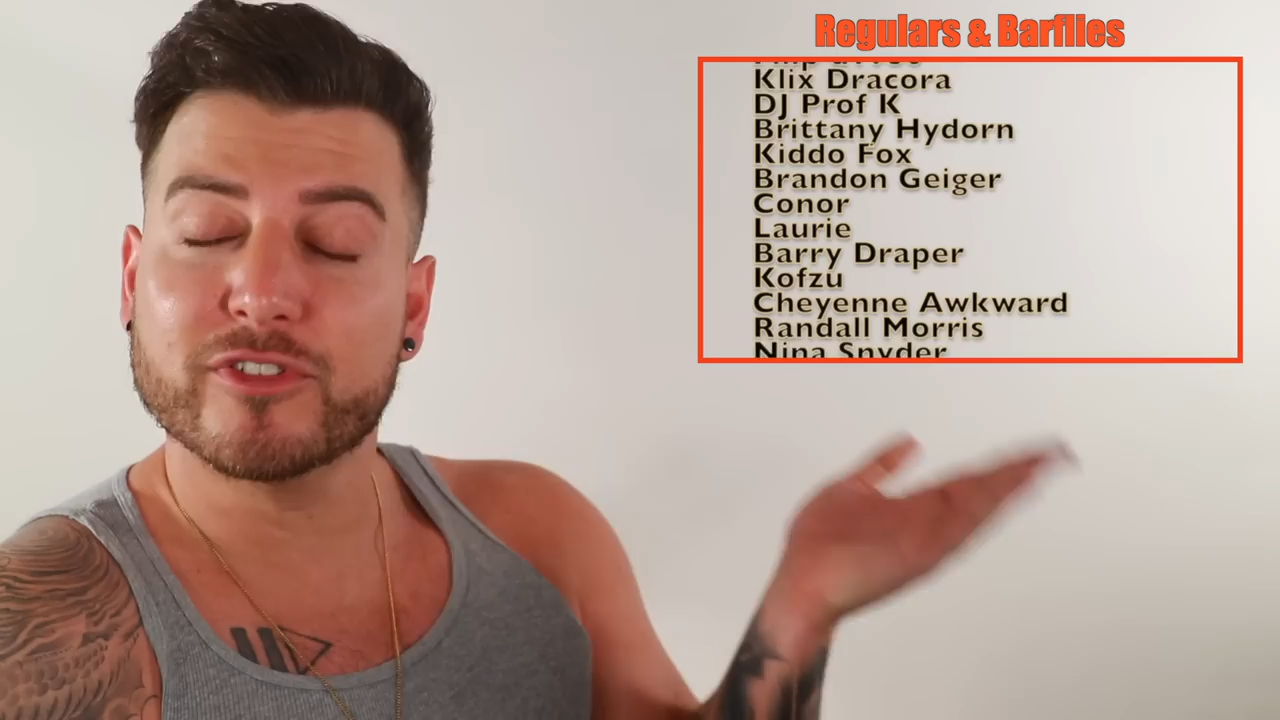 Regulars & Barflies
Klix Dracora
DJ Prof K
Brittany Hydorn
Kiddo Fox
Brandon Geiger
Conor
Laurie
Barry Draper
Kofzu
Cheyenne Awkward
Randall Morris
Nina Snyder